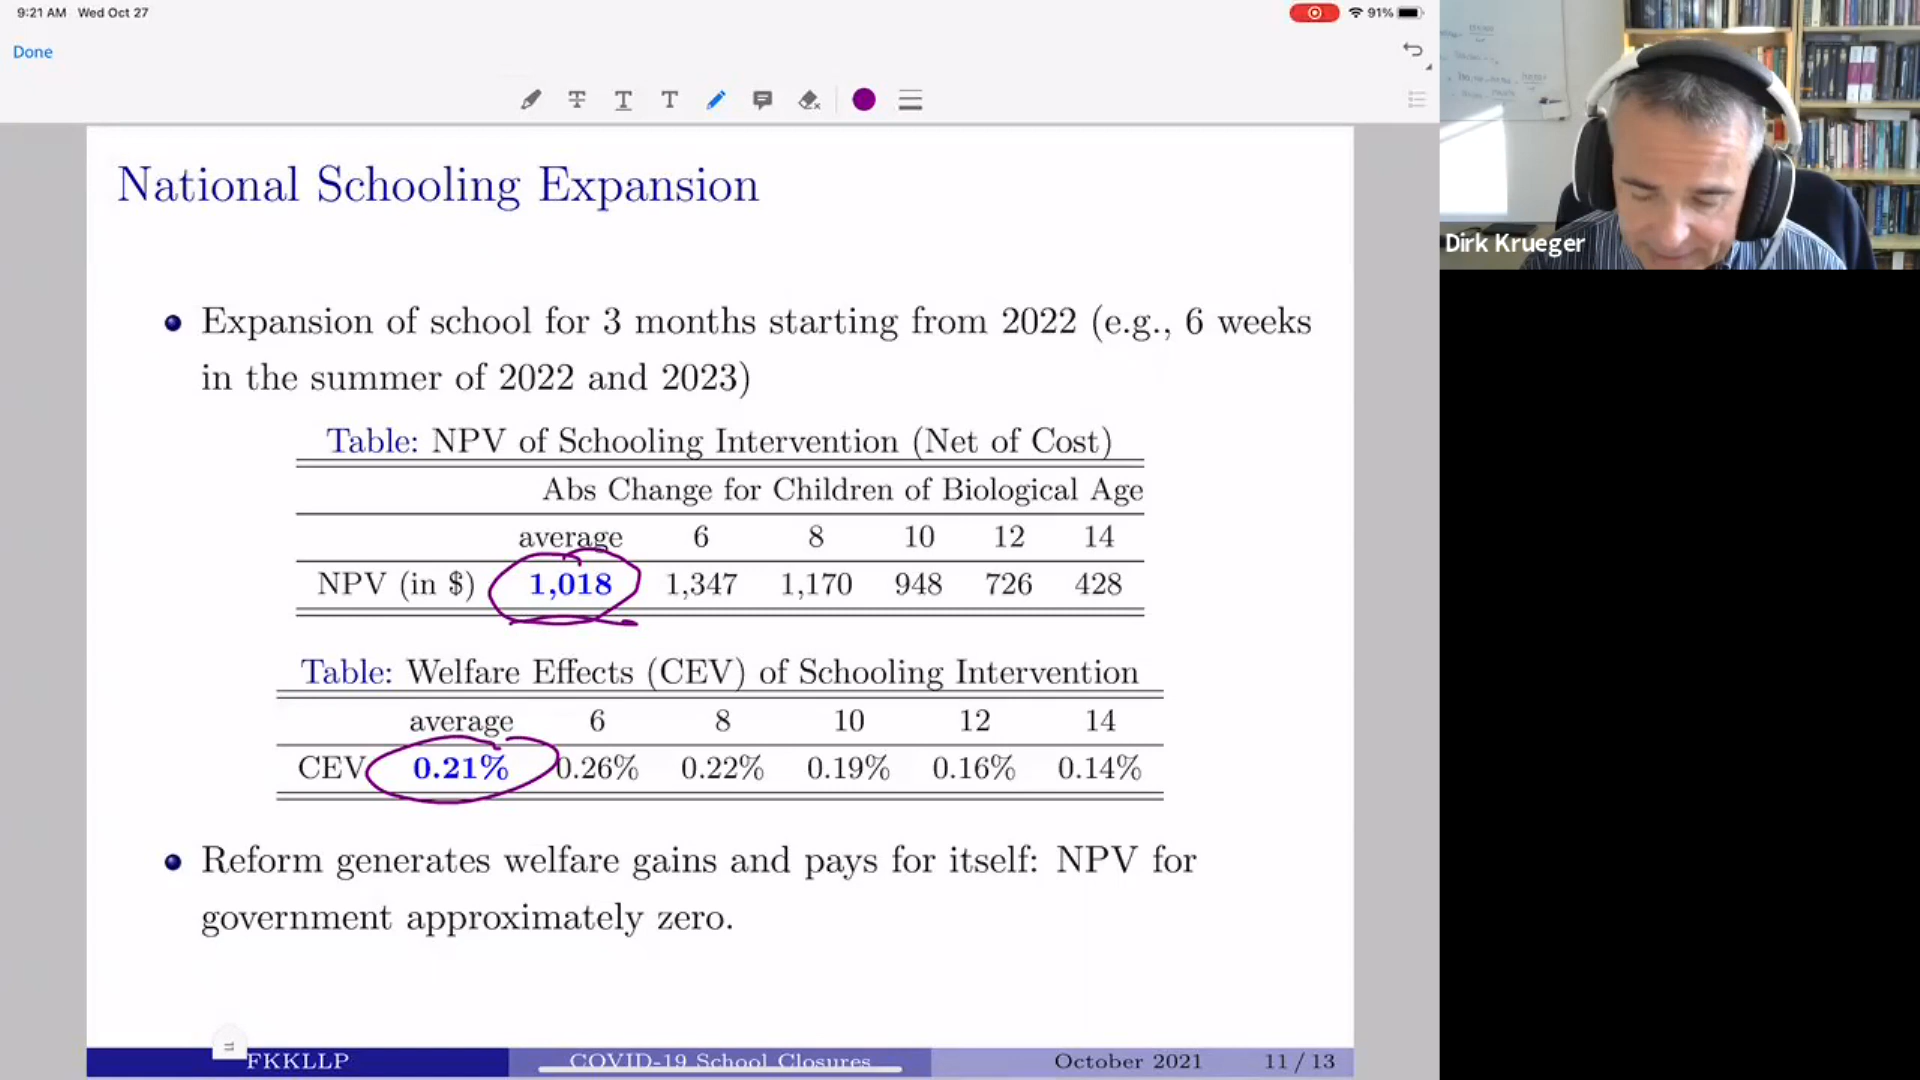 9:21 AM Wed Oct 27
91%
Done
National Schooling Expansion
Expansion of school for 3 months starting from 2022 (e.g., 6 weeks
in the summer of 2022 and 2023)
Table: NPV of Schooling Intervention (Net of Cost)
Abs Change for Children of Biological Age
average 6 8 10 12 14
NPV (in $) 1,018 1,347 1,170 948 726 428
Table: Welfare Effects (CEV) of Schooling Intervention
average 6 8 10 12 14
CEV 0.21% 0.26% 0.22% 0.19% 0.16% 0.14%
Reform generates welfare gains and pays for itself: NPV for
government approximately zero.
11
FKKLLP COVID-19 School Closures October 2021 11 / 13
Dirk Krueger